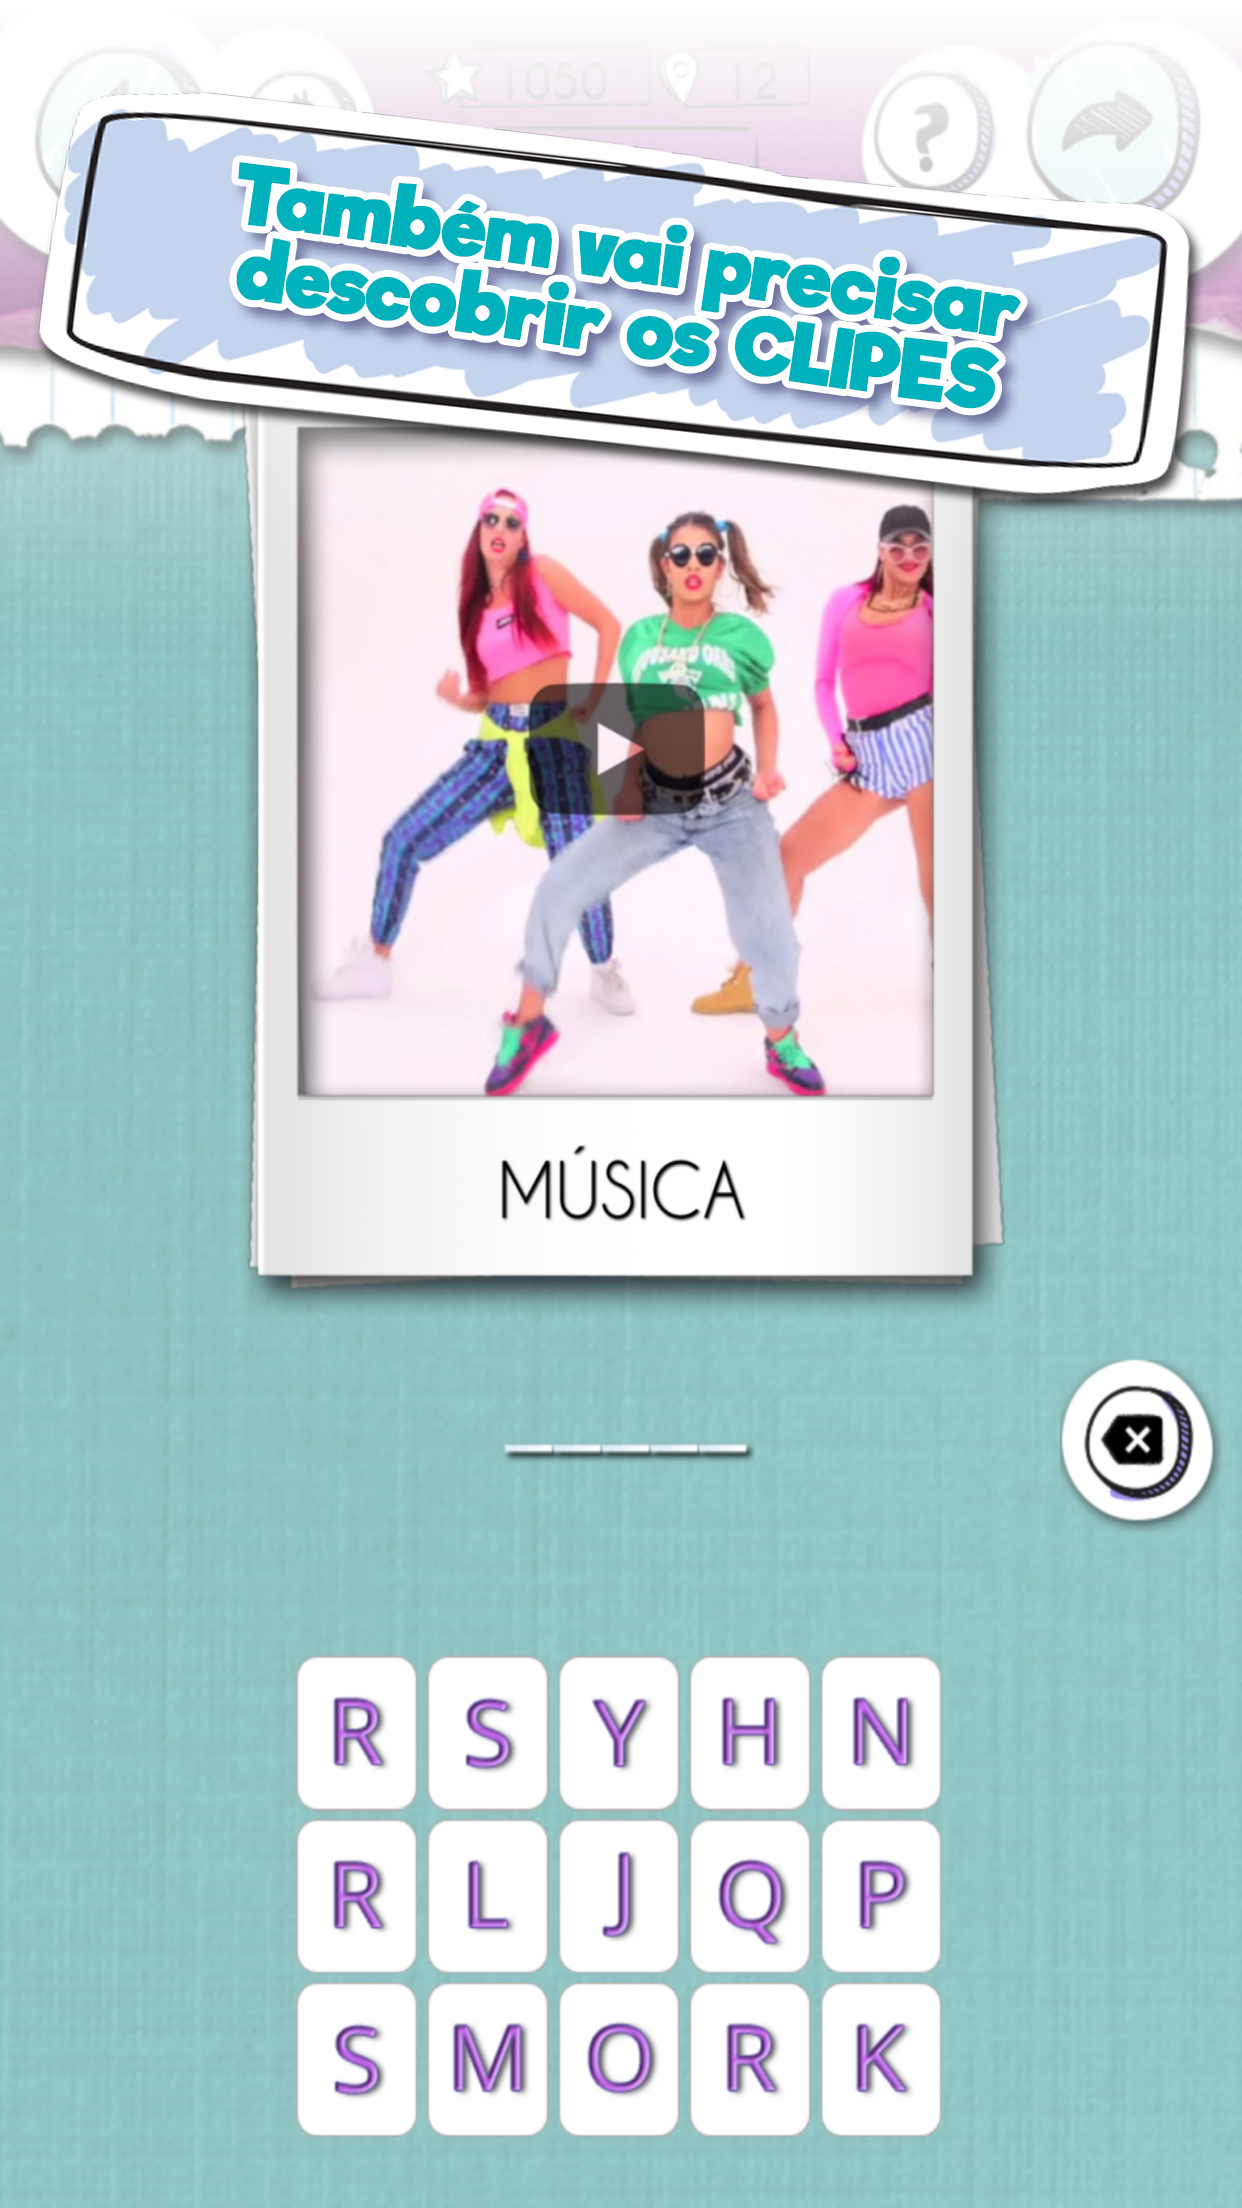 1050
12
?
Também vai precisar
descobrir os CLIPES
MÚSICA
R S Y H N
R L J Q P
S M O R K